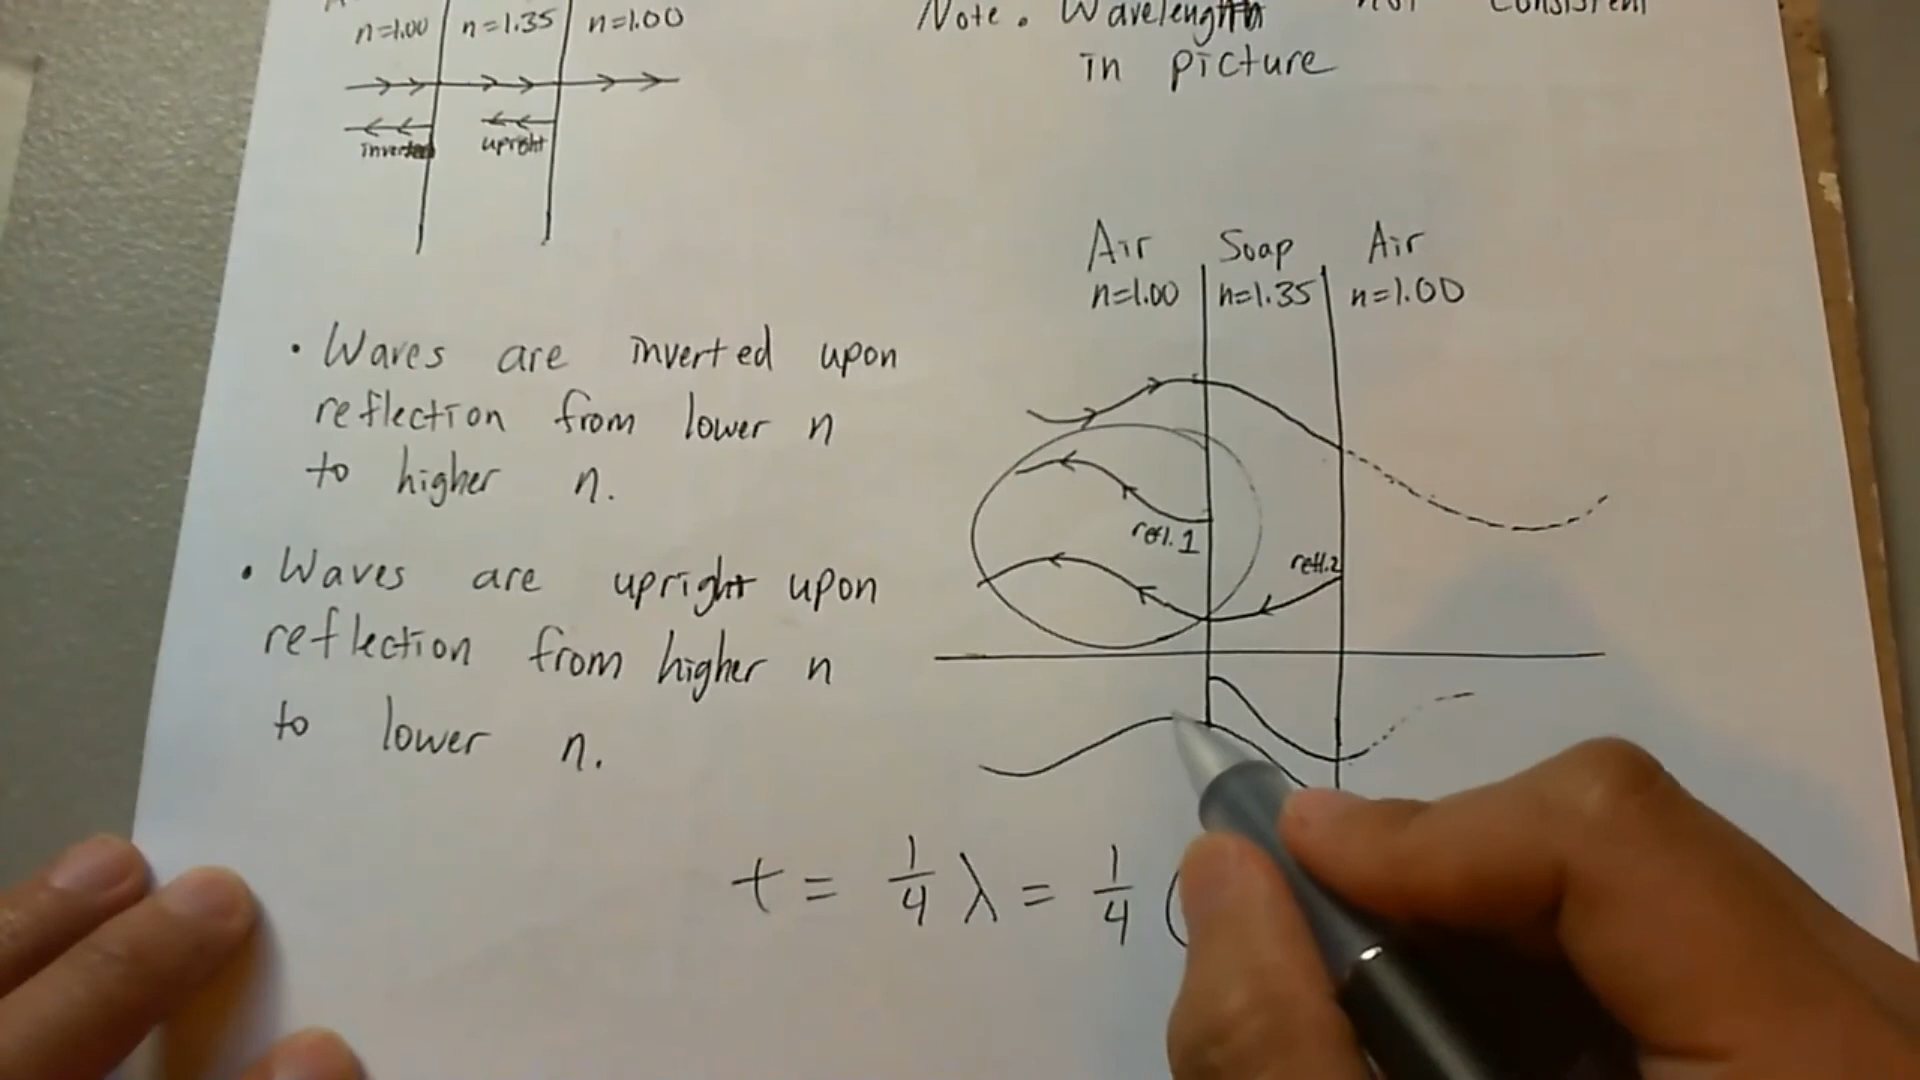 n=1.00 n=1.35 n=1.00
inverted upright
Note. Wavelength not consistent
in picture
Air Soap Air
n=1.00 n=1.35 n=1.00
• Waves are inverted upon
reflection from lower n
to higher n.
refl.1
refl.2
• Waves are upright upon
reflection from higher n
to lower n.
t = 1/4 λ = 1/4 (